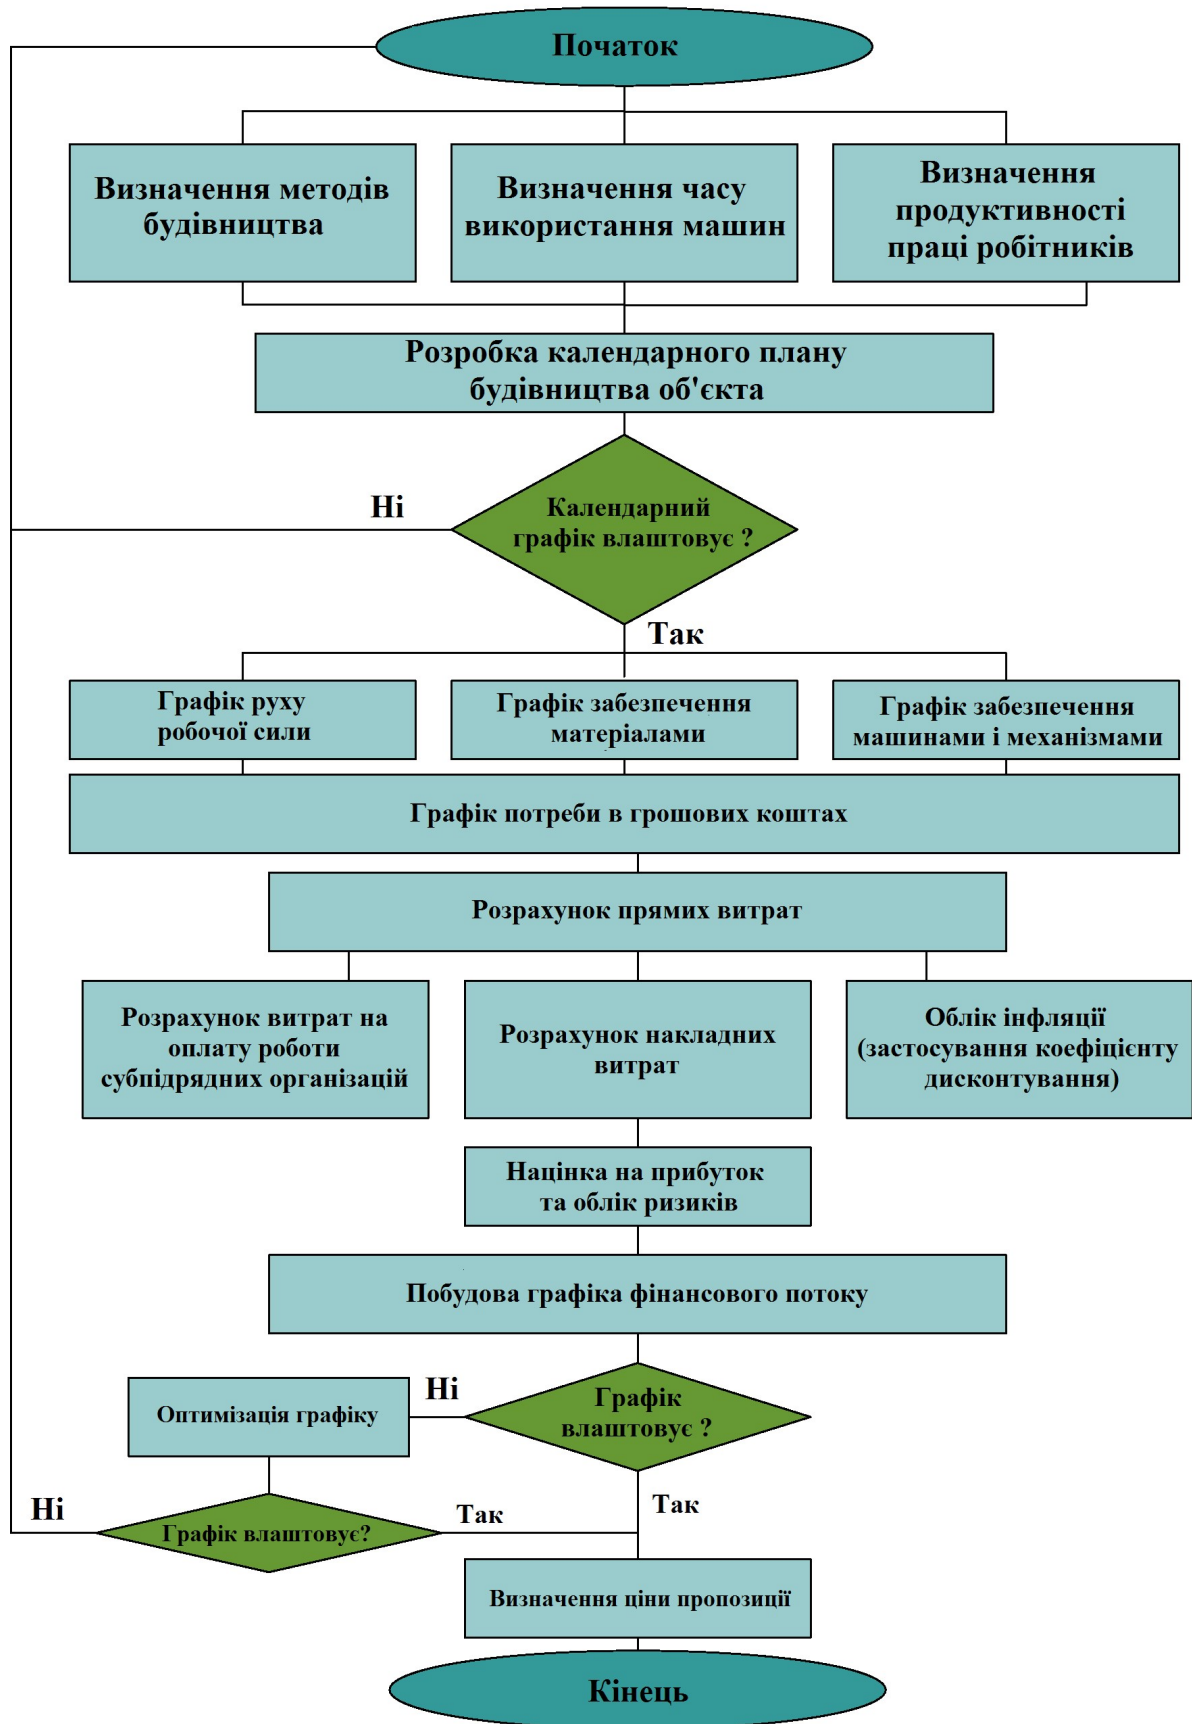 Початок
Визначення методів
будівництва
Визначення часу
використання машин
Визначення
продуктивності
праці робітників
Розробка календарного плану
будівництва об'єкта
Календарний
графік влаштовує ?
Ні
Так
Графік руху
робочої сили
Графік забезпечення
матеріалами
Графік забезпечення
машинами і механізмами
Графік потреби в грошових коштах
Розрахунок прямих витрат
Розрахунок витрат на
оплату роботи
субпідрядних організацій
Розрахунок накладних
витрат
Облік інфляції
(застосування коефіцієнту
дисконтування)
Націнка на прибуток
та облік ризиків
Побудова графіка фінансового потоку
Графік
влаштовує ?
Ні
Оптимізація графіку
Так
Графік влаштовує?
Ні
Так
Визначення ціни пропозиції
Кінець